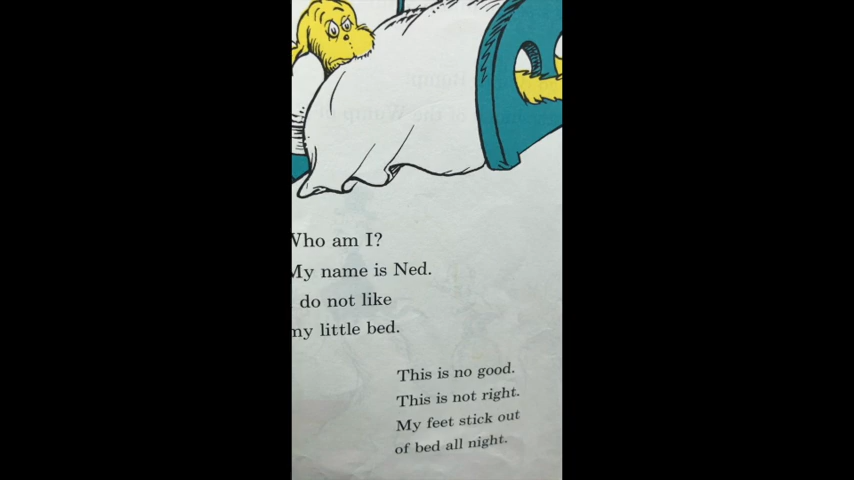 Who am I?
My name is Ned.
I do not like
my little bed.
This is no good.
This is not right.
My feet stick out
of bed all night.